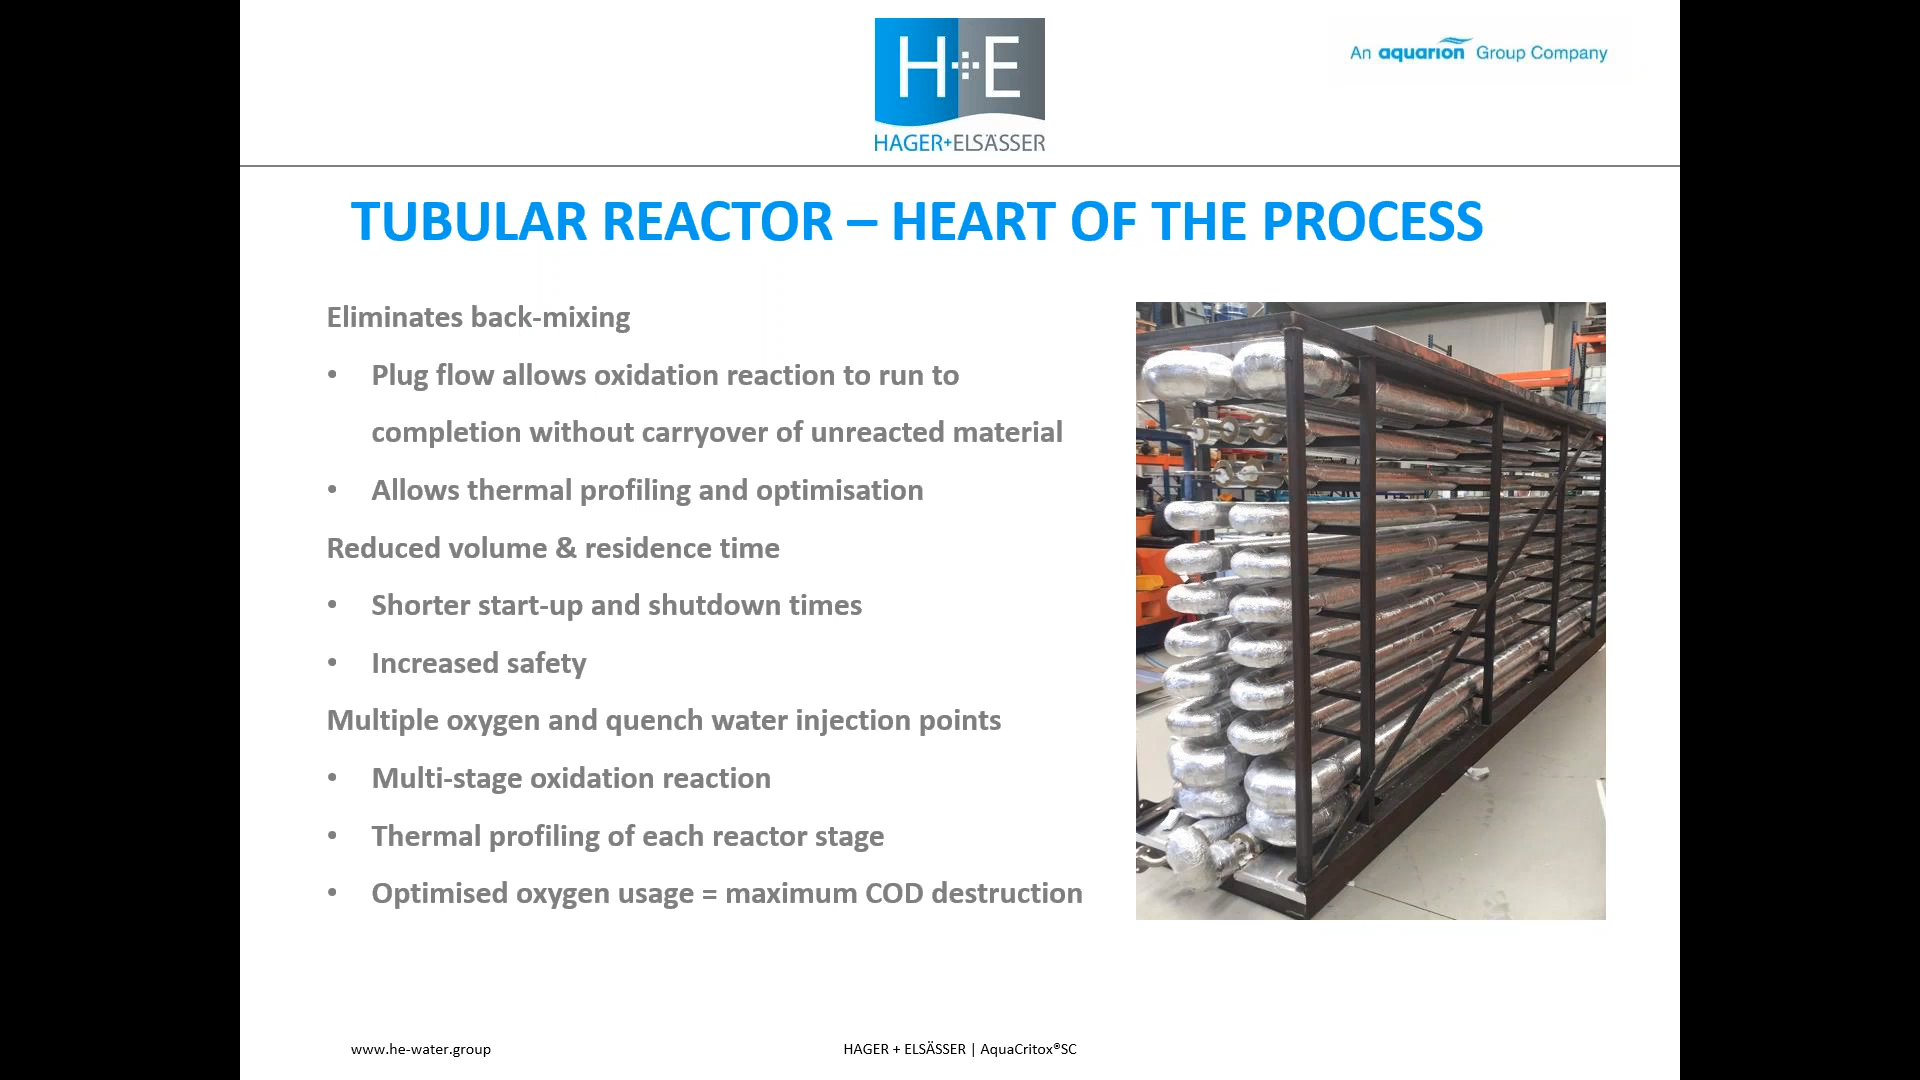 H+E
HAGER+ELSÄSSER
An aquarion Group Company
TUBULAR REACTOR – HEART OF THE PROCESS
Eliminates back-mixing
• Plug flow allows oxidation reaction to run to
completion without carryover of unreacted material
• Allows thermal profiling and optimisation
Reduced volume & residence time
• Shorter start-up and shutdown times
• Increased safety
Multiple oxygen and quench water injection points
• Multi-stage oxidation reaction
• Thermal profiling of each reactor stage
• Optimised oxygen usage = maximum COD destruction
www.he-water.group
HAGER + ELSÄSSER | AquaCritox®SC